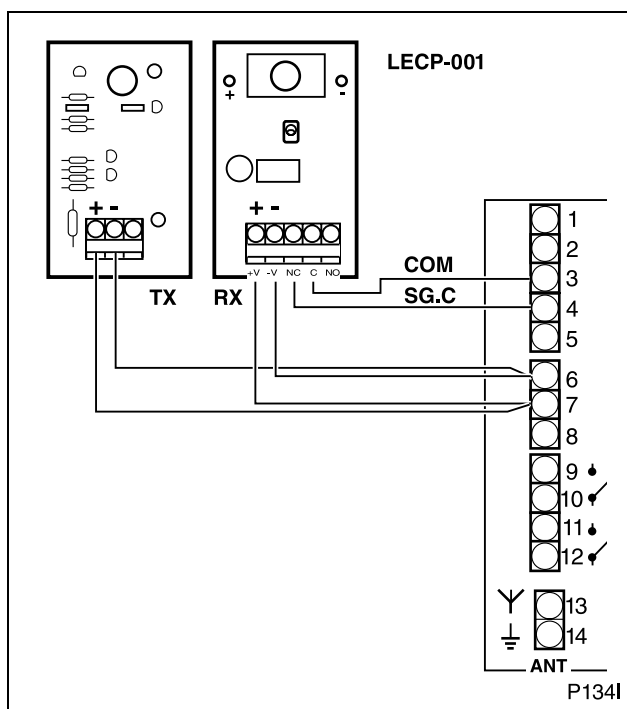 LECP-001
+ -
+ -
+ -
TX
RX
+V -V NC C NO
COM
SG.C
1
2
3
4
5
6
7
8
9
10
11
12
13
14
ANT
P134I